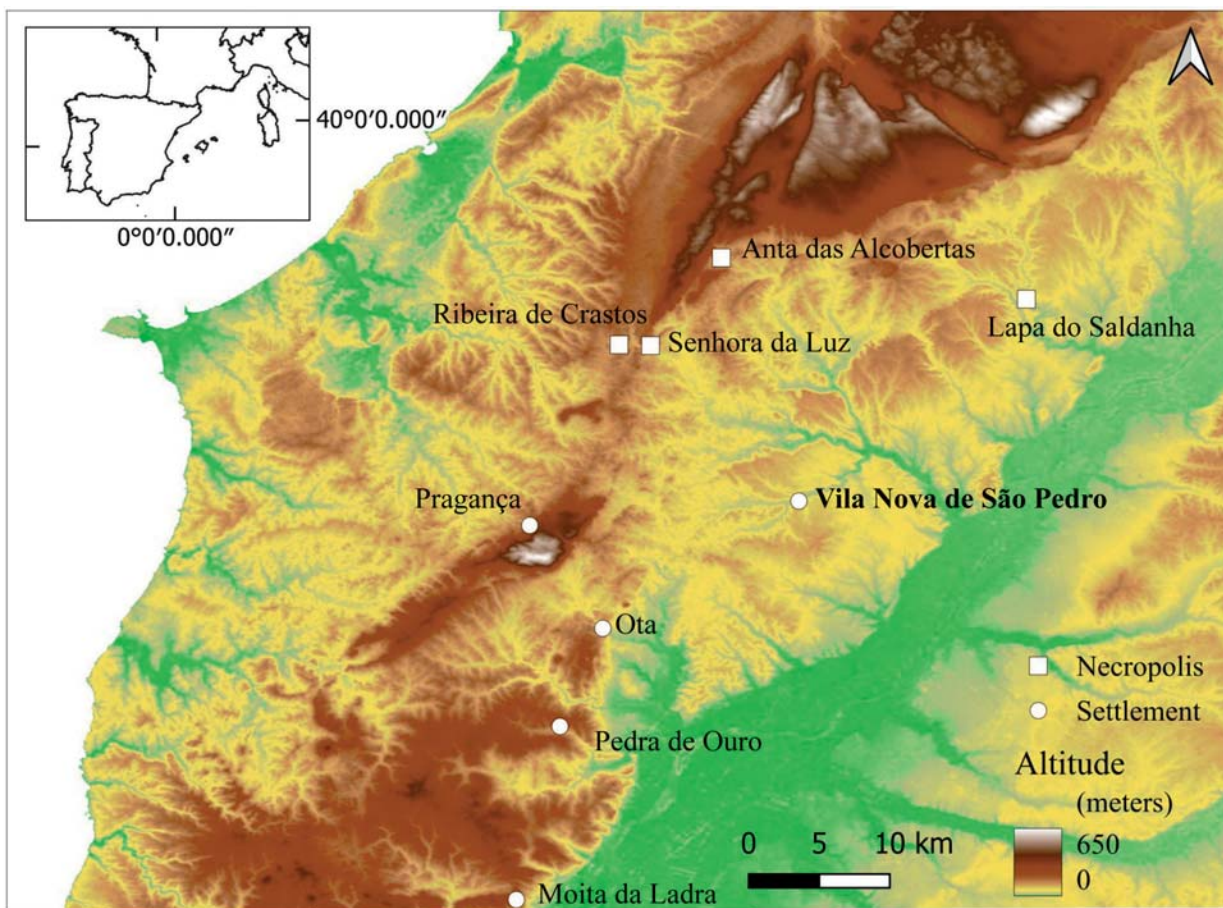 40°0′0.000″
0°0′0.000″
Anta das Alcobertas
Ribeira de Crastos
Senhora da Luz
Lapa do Saldanha
Pragança
Vila Nova de São Pedro
Ota
Pedra de Ouro
Moita da Ladra
Necropolis
Settlement
Altitude
(meters)
650
0
0 5 10 km